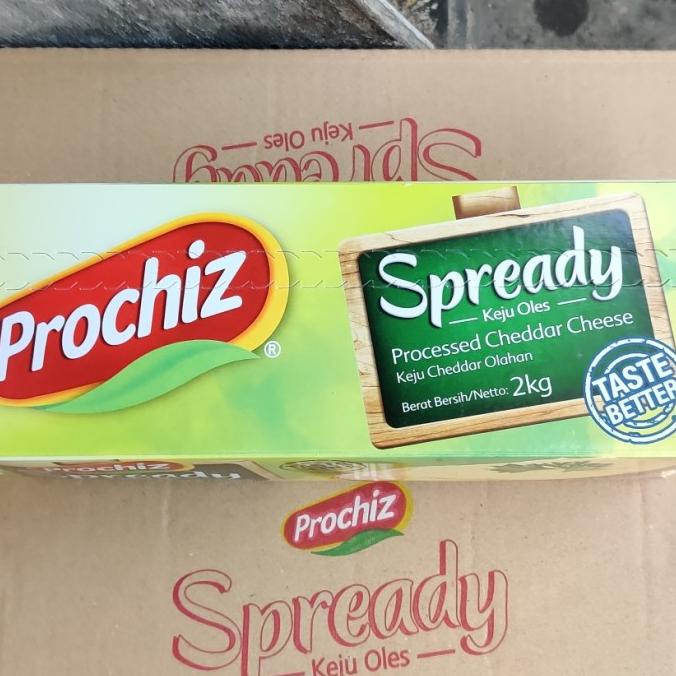 Spready
Keju Oles
Prochiz®
Spready
Keju Oles
Processed Cheddar Cheese
Keju Cheddar Olahan
Berat Bersih/Netto: 2kg
TASTE
BETTER
Prochiz
Spready
Prochiz
Spready
Keju Oles